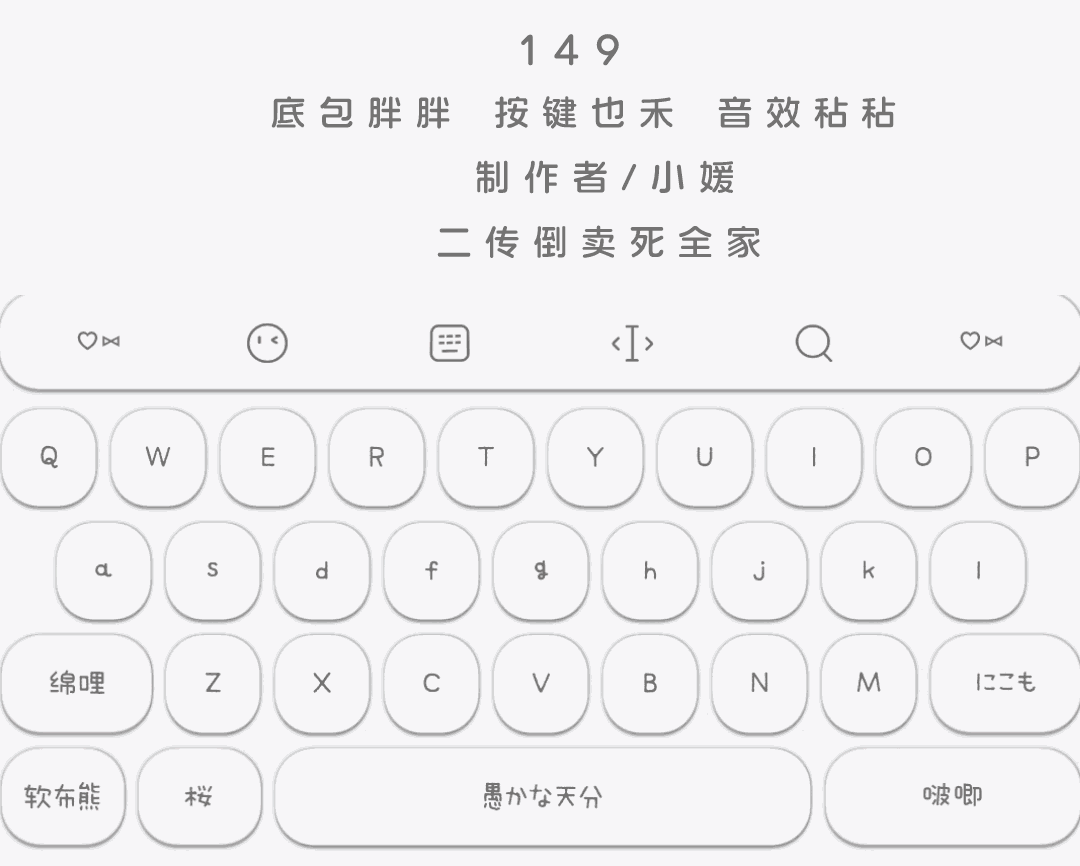 149
底包胖胖 按键也禾 音效秥秥
制作者/小媛
二传倒卖死全家
Q W E R T Y U I O P
a s d f g h j k l
绵哩 Z X C V B N M にこも
软布熊 桜 愚かな天分 啵唧